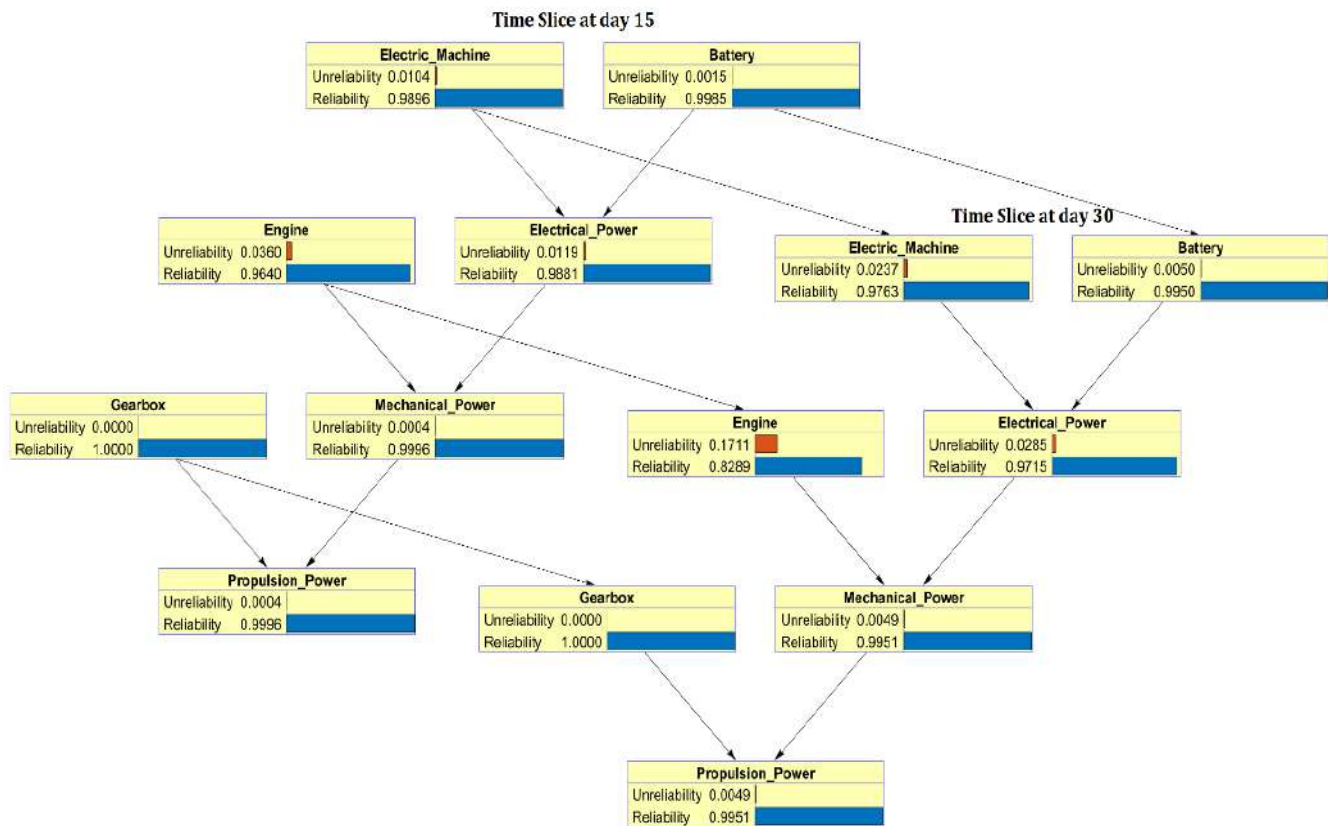 Time Slice at day 15
Electric_Machine
Unreliability 0.0104
Reliability 0.9896
Battery
Unreliability 0.0015
Reliability 0.9985
Engine
Unreliability 0.0360
Reliability 0.9640
Electrical_Power
Unreliability 0.0119
Reliability 0.9881
Time Slice at day 30
Electric_Machine
Unreliability 0.0237
Reliability 0.9763
Battery
Unreliability 0.0050
Reliability 0.9950
Gearbox
Unreliability 0.0000
Reliability 1.0000
Mechanical_Power
Unreliability 0.0004
Reliability 0.9996
Engine
Unreliability 0.1711
Reliability 0.8289
Electrical_Power
Unreliability 0.0285
Reliability 0.9715
Propulsion_Power
Unreliability 0.0004
Reliability 0.9996
Gearbox
Unreliability 0.0000
Reliability 1.0000
Mechanical_Power
Unreliability 0.0049
Reliability 0.9951
Propulsion_Power
Unreliability 0.0049
Reliability 0.9951